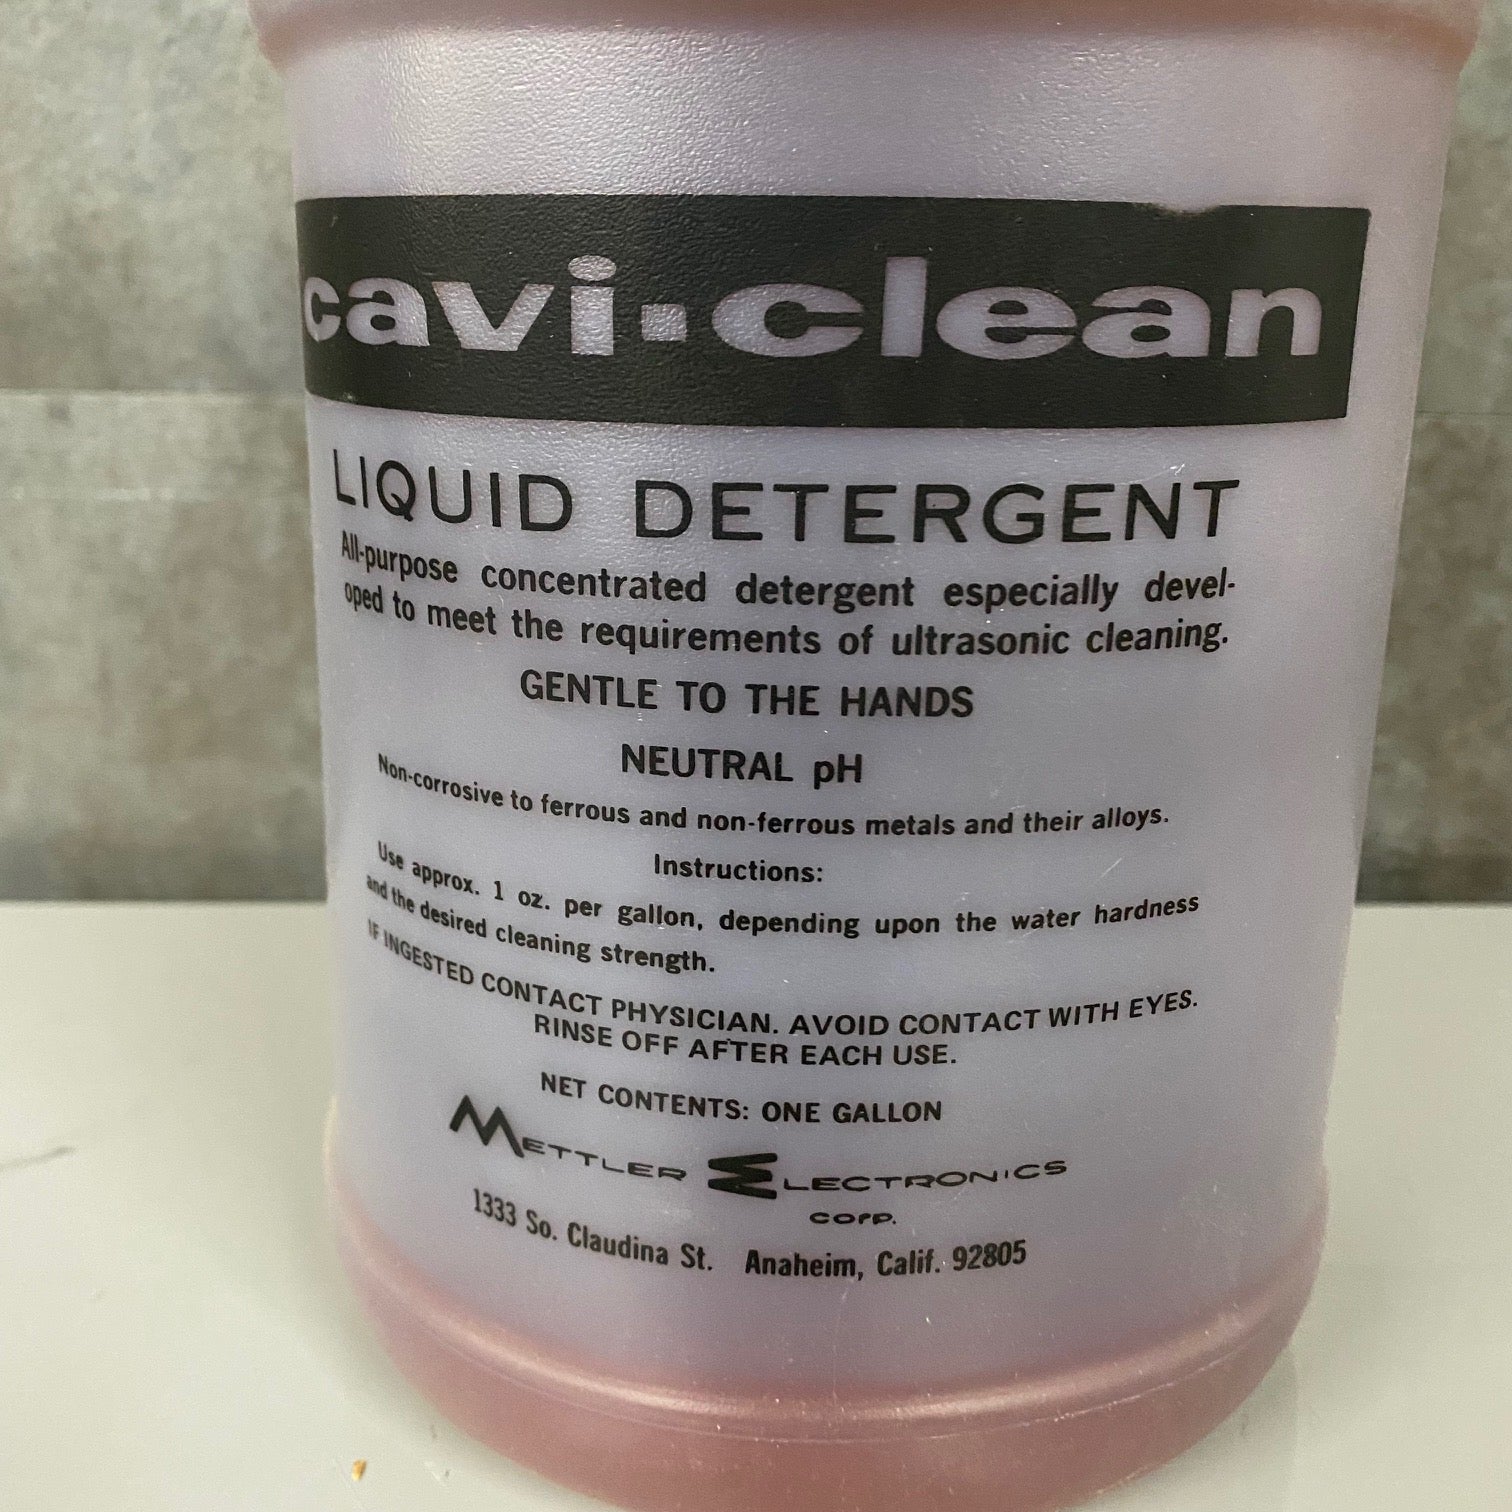 cavi·clean
LIQUID DETERGENT
All-purpose concentrated detergent especially devel-
oped to meet the requirements of ultrasonic cleaning.
GENTLE TO THE HANDS
NEUTRAL pH
Non-corrosive to ferrous and non-ferrous metals and their alloys.
Instructions:
Use approx. 1 oz. per gallon, depending upon the water hardness
and the desired cleaning strength.
IF INGESTED CONTACT PHYSICIAN. AVOID CONTACT WITH EYES.
RINSE OFF AFTER EACH USE.
NET CONTENTS: ONE GALLON
METTLER ELECTRONICS
CORP.
1333 So. Claudina St. Anaheim, Calif. 92805